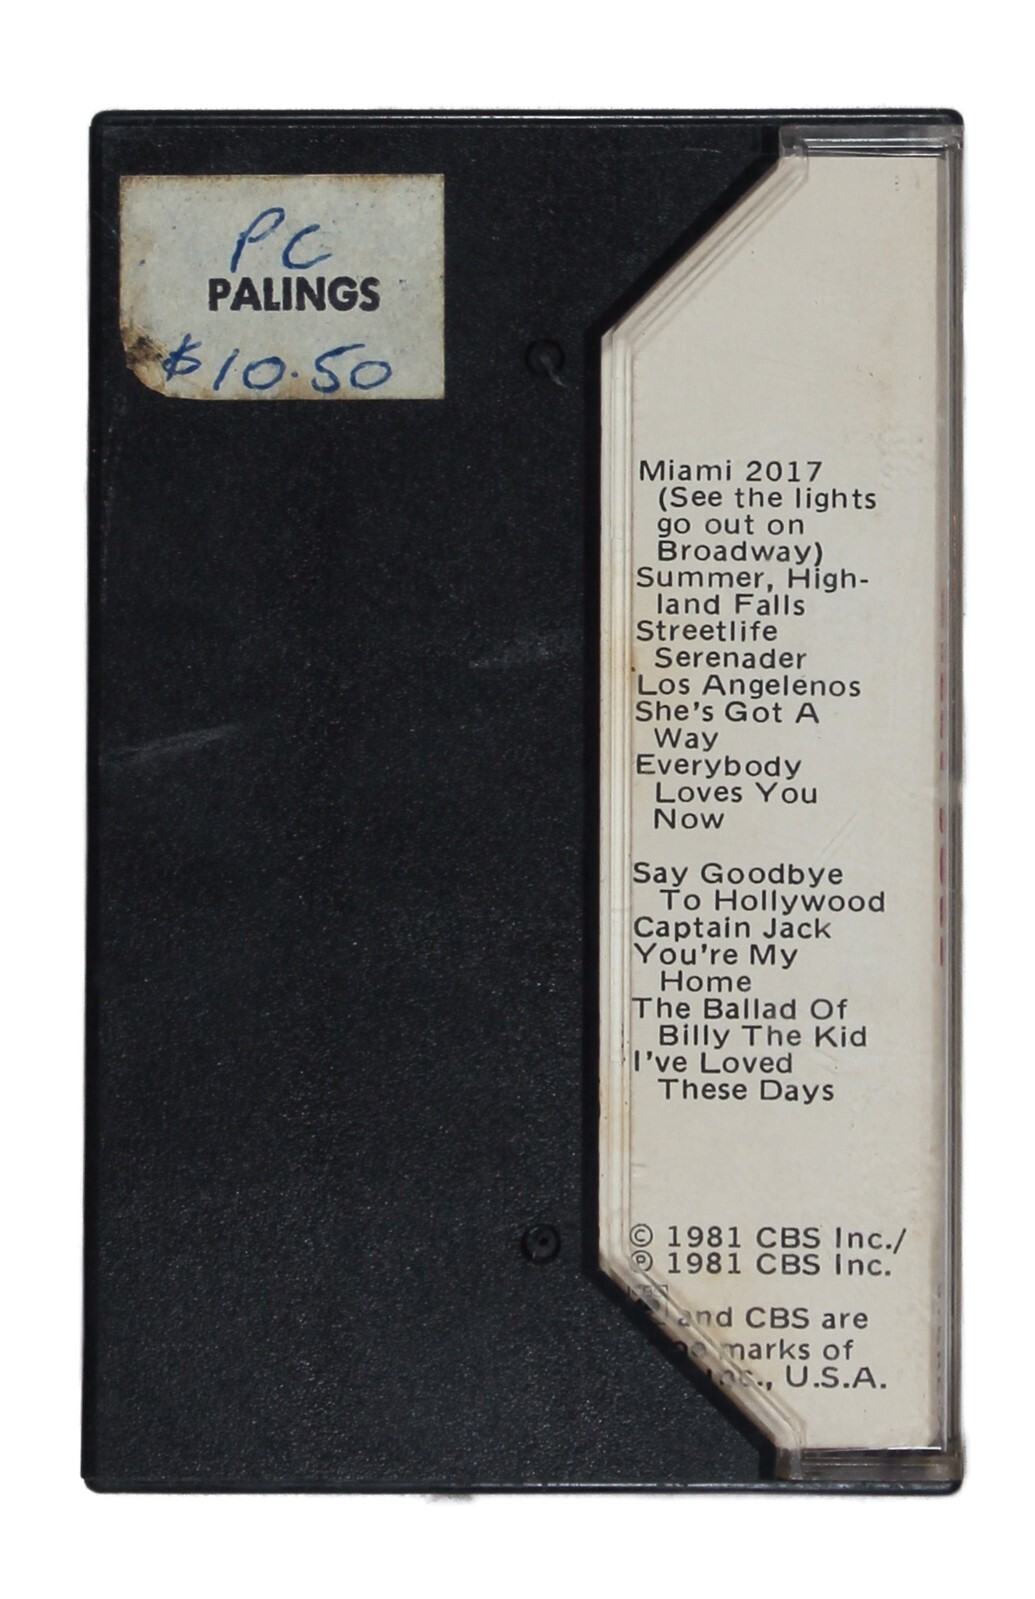 PC
PALINGS
$10.50
Miami 2017
(See the lights
go out on
Broadway)
Summer, High-
land Falls
Streetlife
Serenader
Los Angelenos
She's Got A
Way
Everybody
Loves You
Now
Say Goodbye
To Hollywood
Captain Jack
You're My
Home
The Ballad Of
Billy The Kid
I've Loved
These Days
© 1981 CBS Inc./
℗ 1981 CBS Inc.
and CBS are
marks of
Inc., U.S.A.